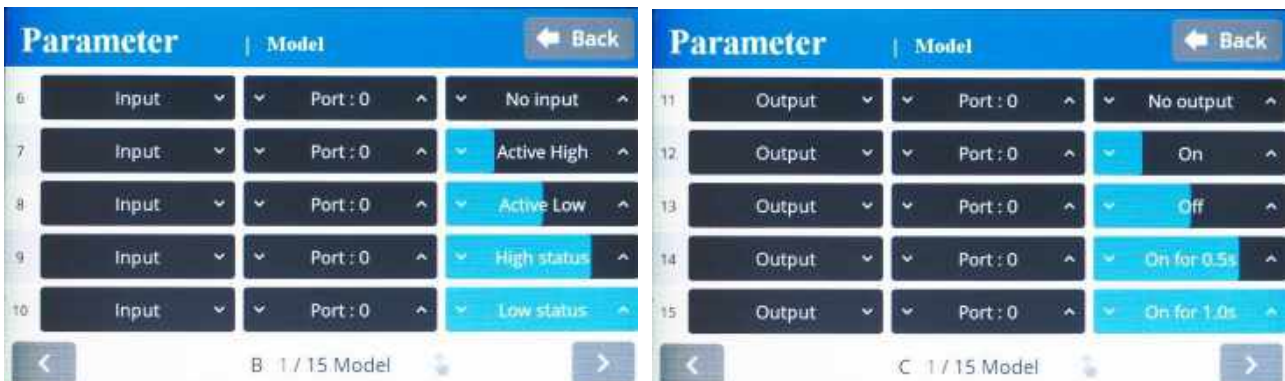 Parameter | Model Back
6 Input Port : 0 No input
7 Input Port : 0 Active High
8 Input Port : 0 Active Low
9 Input Port : 0 High status
10 Input Port : 0 Low status
B 1 / 15 Model
Parameter | Model Back
11 Output Port : 0 No output
12 Output Port : 0 On
13 Output Port : 0 Off
14 Output Port : 0 On for 0.5s
15 Output Port : 0 On for 1.0s
C 1 / 15 Model